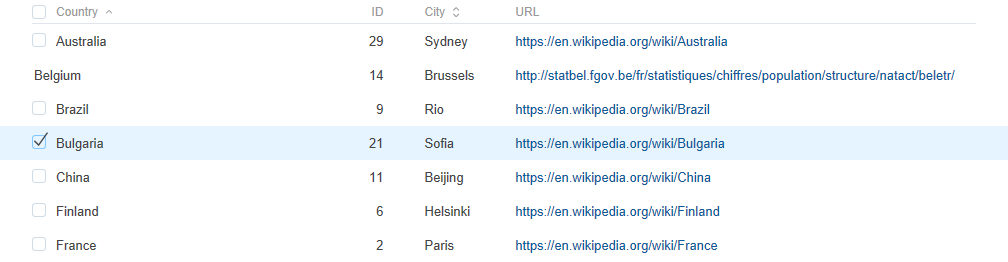 Country ID City URL
Australia 29 Sydney https://en.wikipedia.org/wiki/Australia
Belgium 14 Brussels http://statbel.fgov.be/fr/statistiques/chiffres/population/structure/natact/beletr/
Brazil 9 Rio https://en.wikipedia.org/wiki/Brazil
Bulgaria 21 Sofia https://en.wikipedia.org/wiki/Bulgaria
China 11 Beijing https://en.wikipedia.org/wiki/China
Finland 6 Helsinki https://en.wikipedia.org/wiki/Finland
France 2 Paris https://en.wikipedia.org/wiki/France